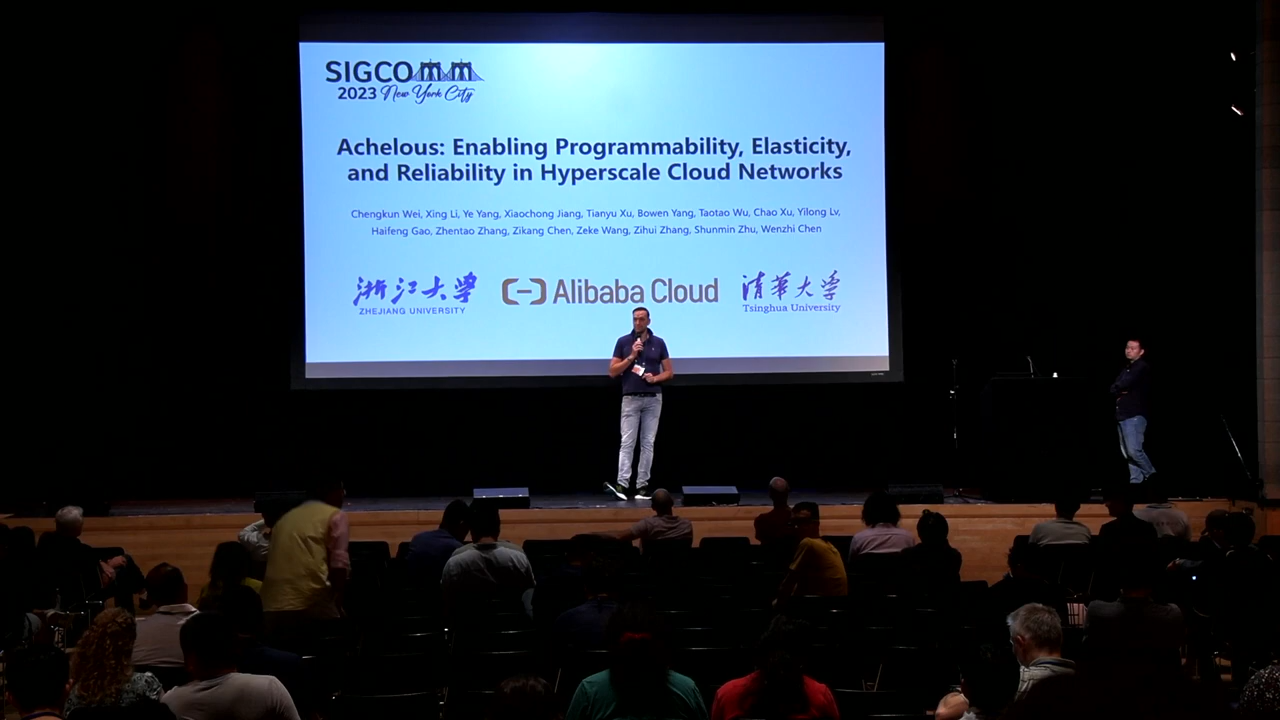 SIGCOMM
2023 New York City
Achelous: Enabling Programmability, Elasticity,
and Reliability in Hyperscale Cloud Networks
Chengkun Wei, Xing Li, Ye Yang, Xiaochong Jiang, Tianyu Xu, Bowen Yang, Taotao Wu, Chao Xu, Yilong Lv,
Haifeng Gao, Zhentao Zhang, Zikang Chen, Zeke Wang, Zihui Zhang, Shunmin Zhu, Wenzhi Chen
浙江大学 Alibaba Cloud 清華大学
ZHEJIANG UNIVERSITY Tsinghua University